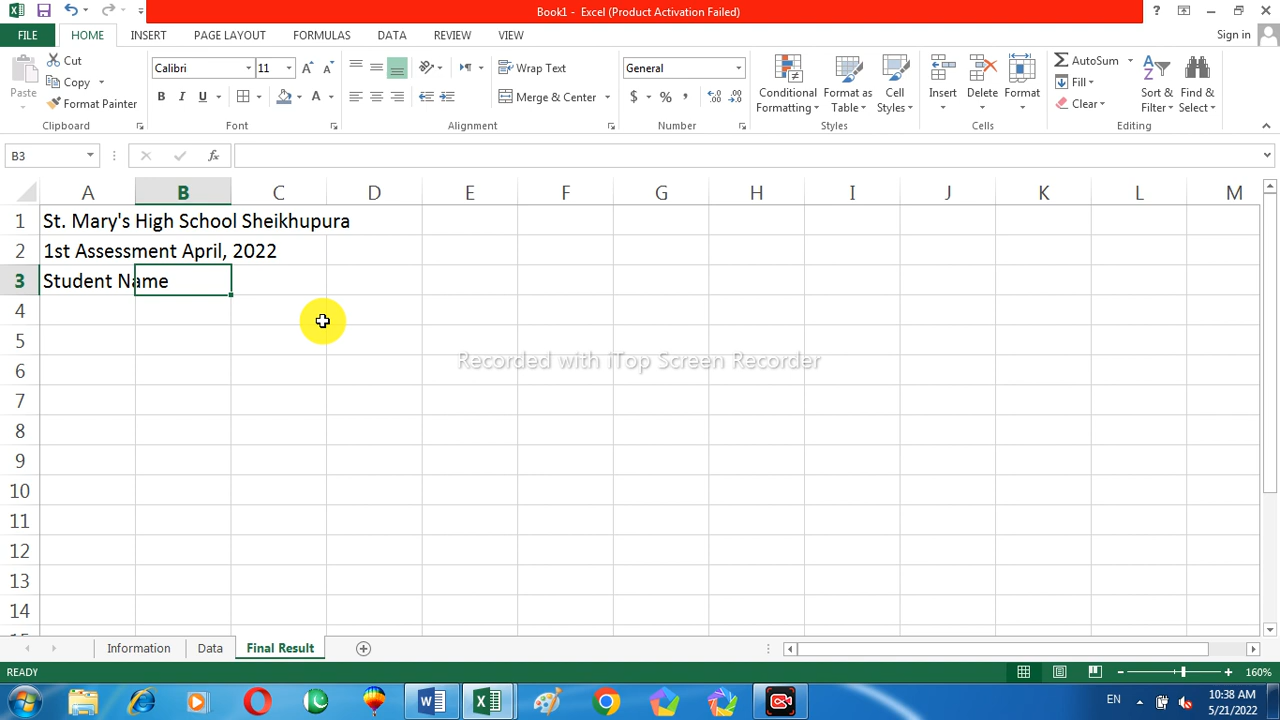 Book1 - Excel (Product Activation Failed)
FILE HOME INSERT PAGE LAYOUT FORMULAS DATA REVIEW VIEW Sign in
Paste Cut Copy Format Painter Clipboard
Calibri 11 B I U A Font
Wrap Text Merge & Center Alignment
General $ % , Number
Conditional Formatting Format as Table Cell Styles Styles
Insert Delete Format Cells
AutoSum Fill Clear Sort & Filter Find & Select Editing
B3 fx
A B C D E F G H I J K L M
1 St. Mary's High School Sheikhupura
2 1st Assessment April, 2022
3 Student Name
4
5
6
Recorded with iTop Screen Recorder
7
8
9
10
11
12
13
14
Information Data Final Result
READY 160%
EN 10:38 AM
5/21/2022